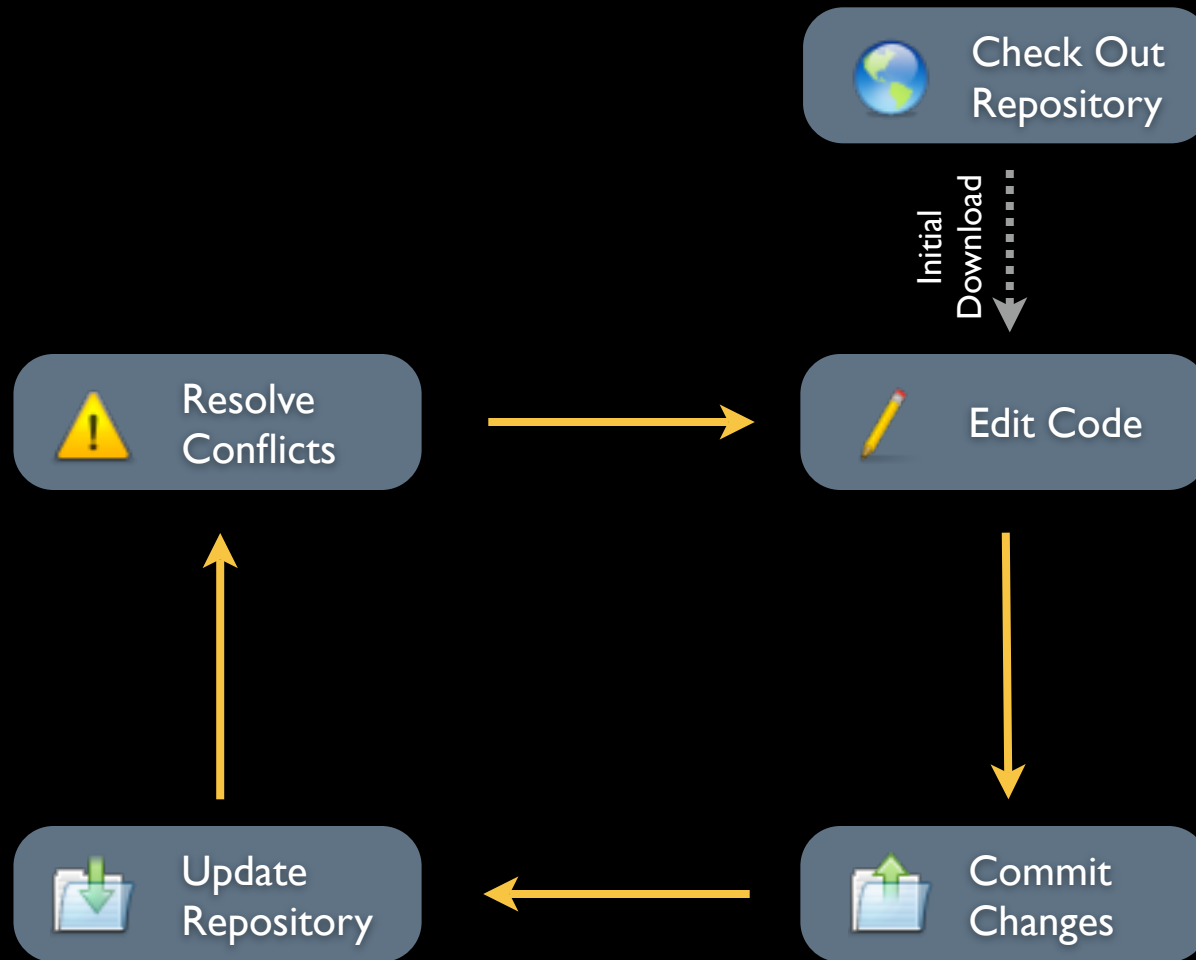 Check Out
Repository
Initial
Download
Resolve
Conflicts
Edit Code
Update
Repository
Commit
Changes